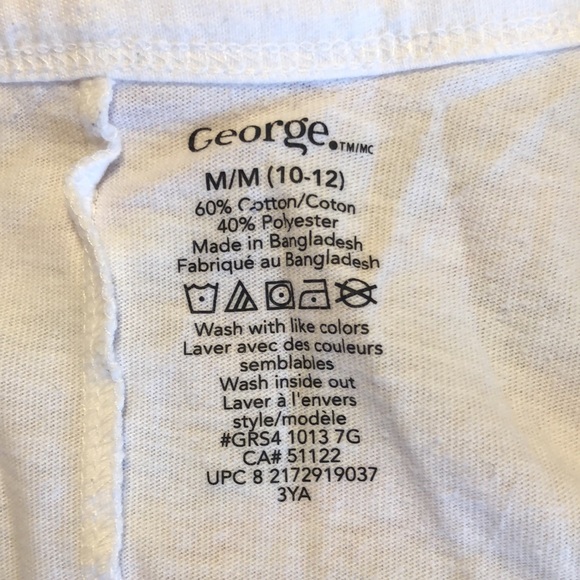 George.TM/MC
M/M (10-12)
60% Cotton/Coton
40% Polyester
Made in Bangladesh
Fabriqué au Bangladesh
Wash with like colors
Laver avec des couleurs
semblables
Wash inside out
Laver à l'envers
style/modèle
#GRS4 1013 7G
CA# 51122
UPC 8 2172919037
3YA